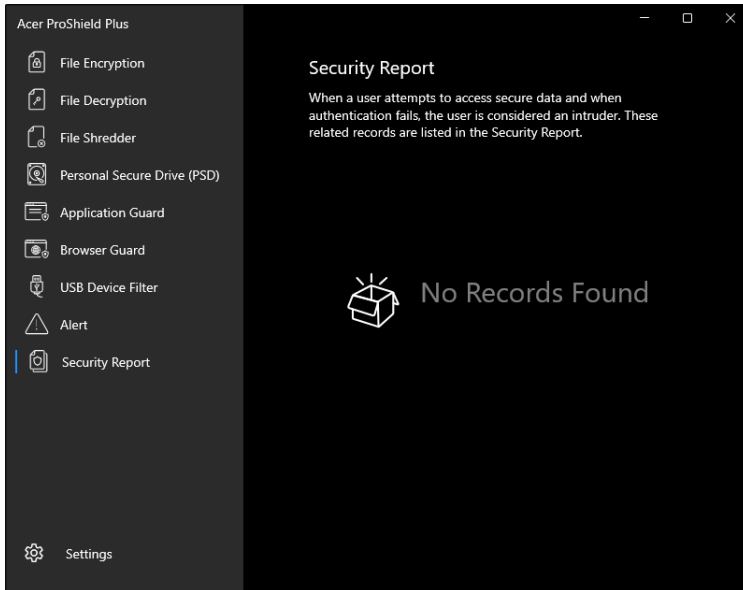 Acer ProShield Plus
File Encryption
File Decryption
File Shredder
Personal Secure Drive (PSD)
Application Guard
Browser Guard
USB Device Filter
Alert
Security Report
Settings
Security Report
When a user attempts to access secure data and when
authentication fails, the user is considered an intruder. These
related records are listed in the Security Report.
No Records Found